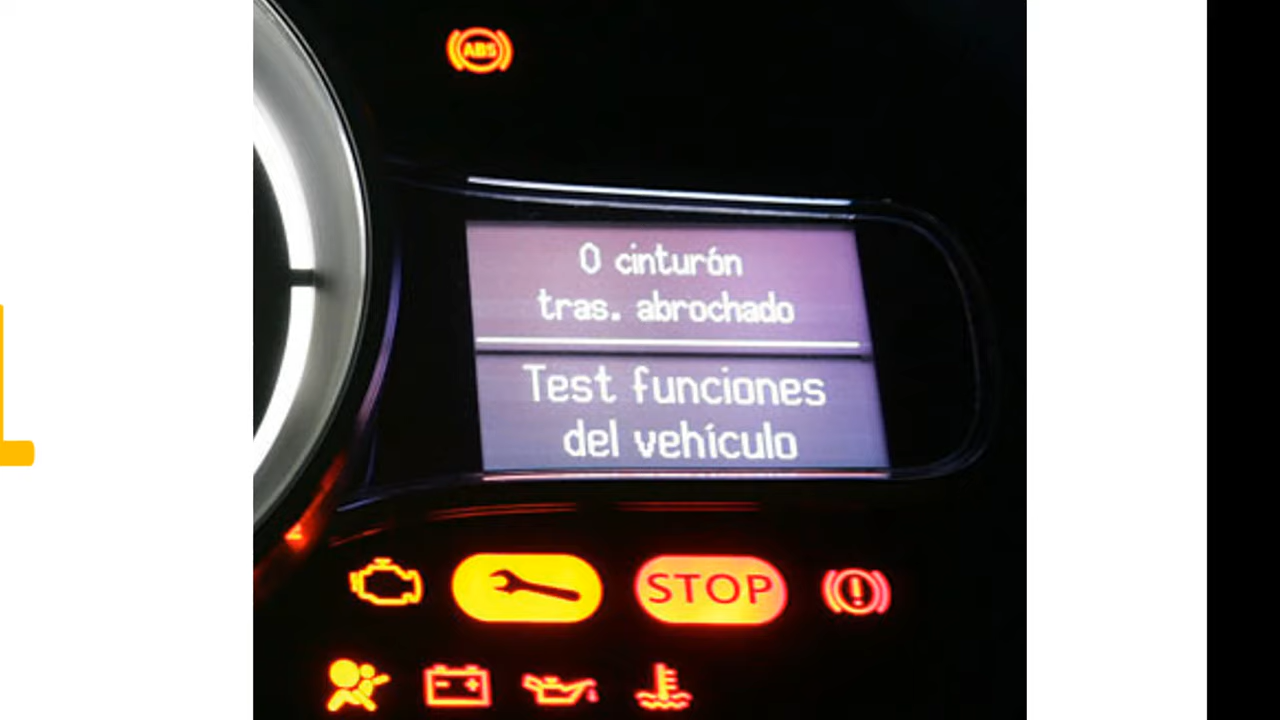 ABS
0 cinturón
tras. abrochado
Test funciones
del vehículo
STOP